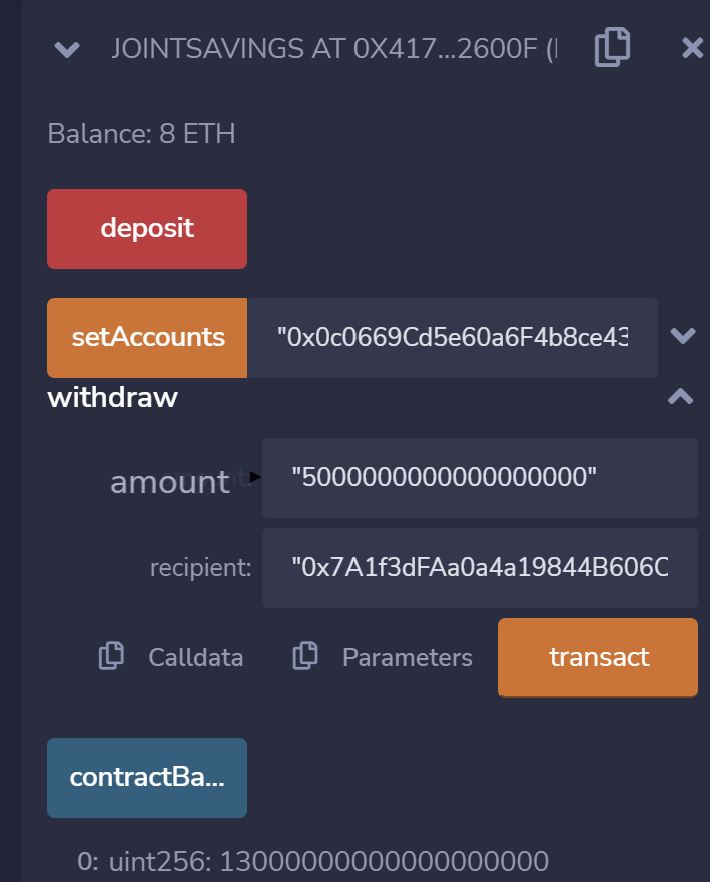 JOINTSAVINGS AT 0X417...2600F (
Balance: 8 ETH
deposit
setAccounts "0x0c0669Cd5e60a6F4b8ce43
withdraw
amount "5000000000000000000"
recipient: "0x7A1f3dFAa0a4a19844B606C
Calldata Parameters transact
contractBa...
0: uint256: 13000000000000000000